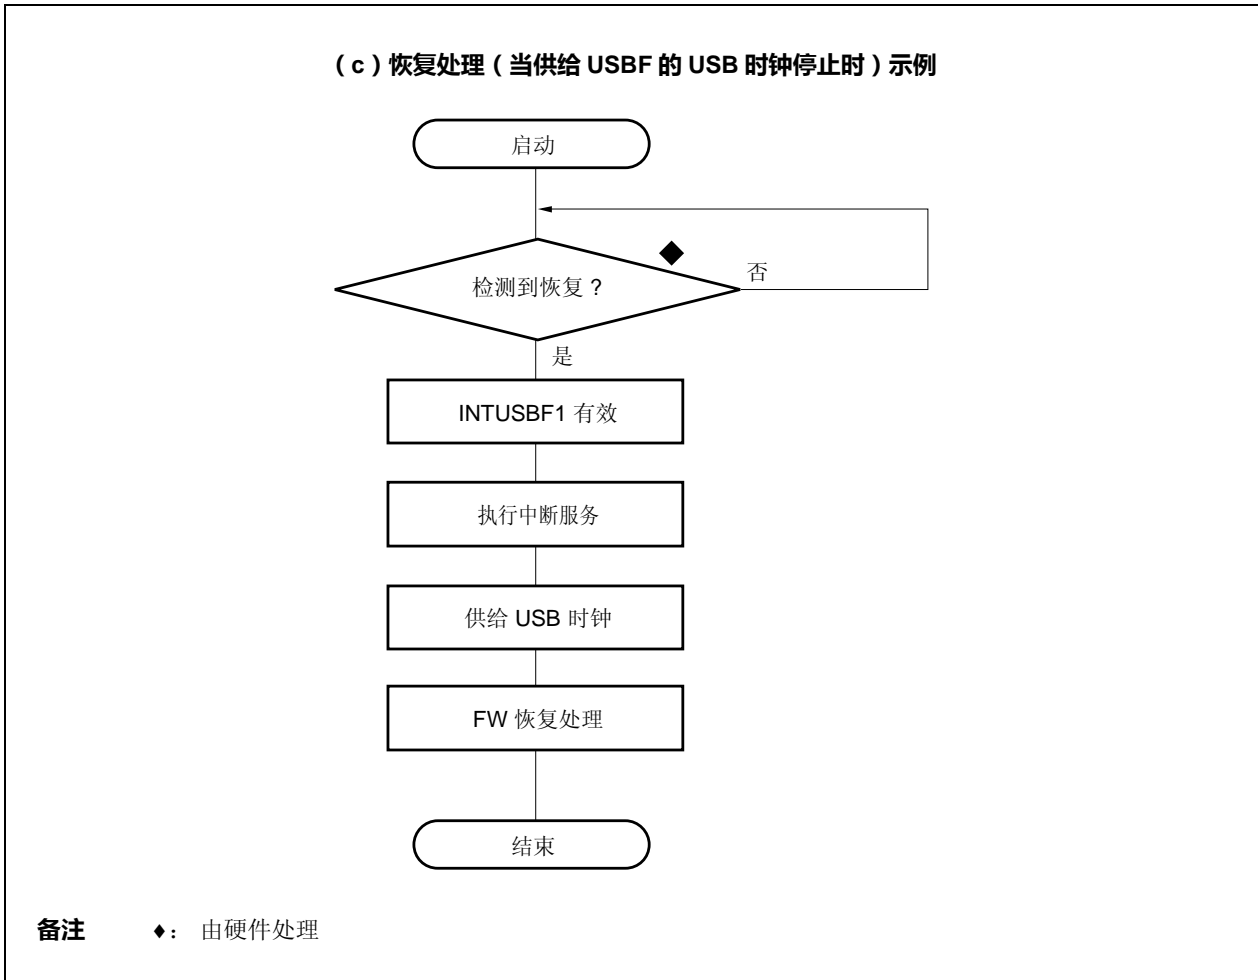 （c）恢复处理（当供给 USBF 的 USB 时钟停止时）示例
启动
检测到恢复？
否
是
INTUSBF1 有效
执行中断服务
供给 USB 时钟
FW 恢复处理
结束
备注 ◆： 由硬件处理